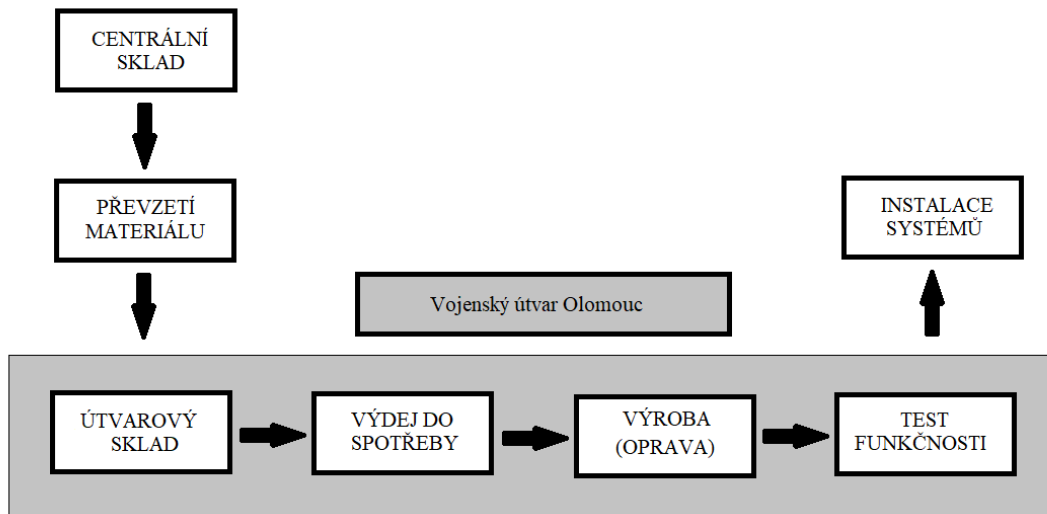 CENTRÁLNÍ
SKLAD
PŘEVZETÍ
MATERIÁLU
INSTALACE
SYSTÉMŮ
Vojenský útvar Olomouc
ÚTVAROVÝ
SKLAD
VÝDEJ DO
SPOTŘEBY
VÝROBA
(OPRAVA)
TEST
FUNKČNOSTI